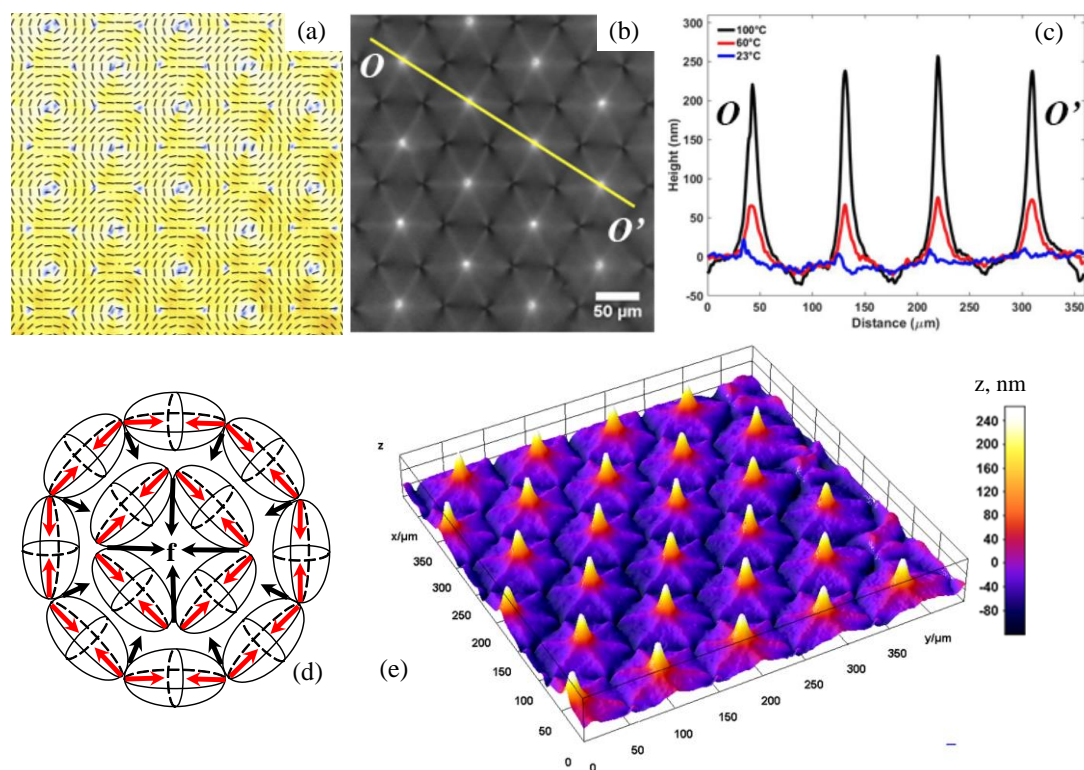 (a)
(b)
O
O’
50 µm
(c)
100°C
60°C
23°C
O
O’
Height (nm)
310
250
200
150
100
50
0
-50
0
50
100
150
200
250
300
350
Distance (µm)
f
(d)
(e)
z
x/µm
350
300
250
200
150
100
50
0
0
50
100
150
200
250
300
350
y/µm
z, nm
240
200
160
120
80
40
0
-40
-80